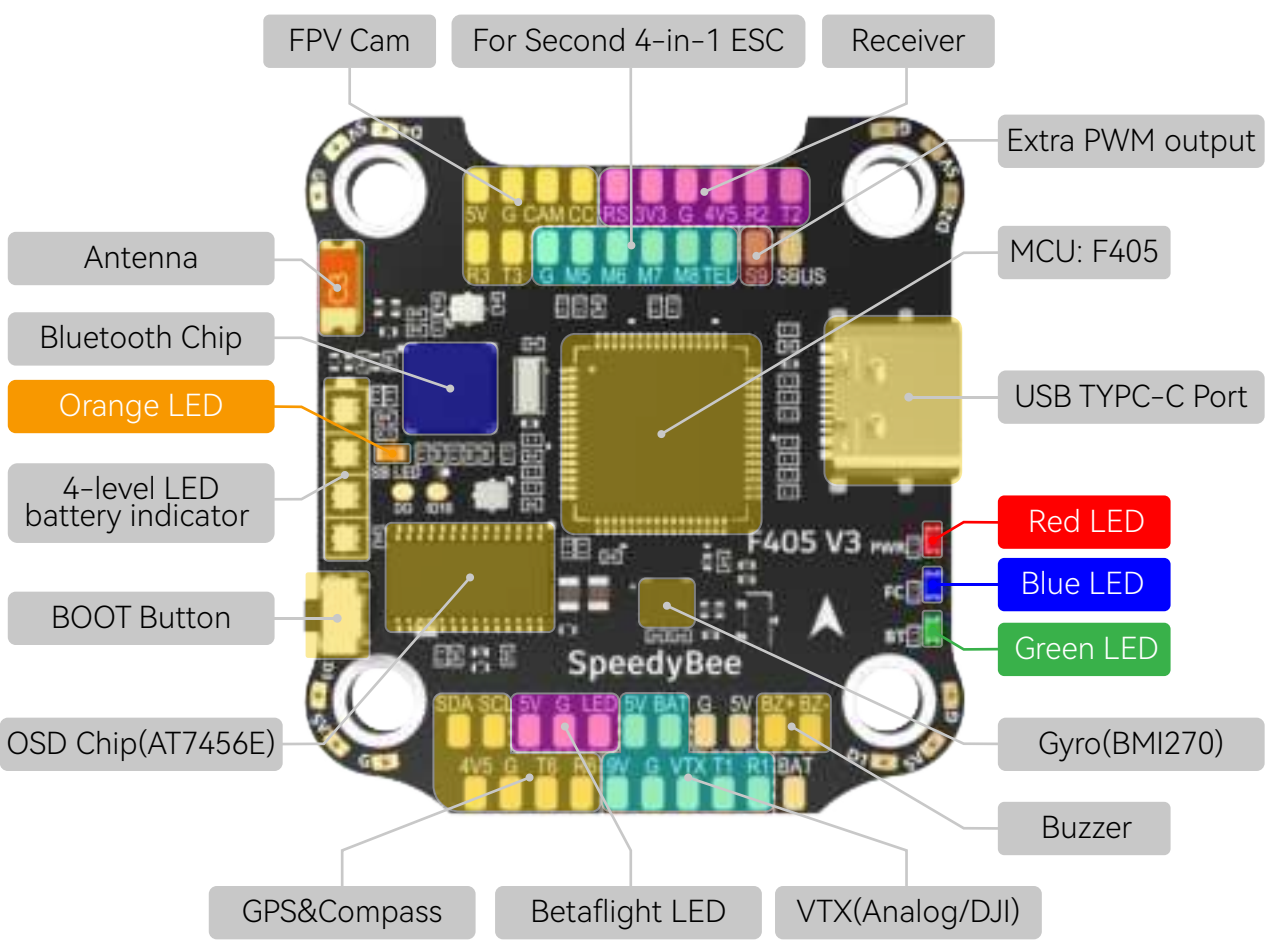 FPV Cam
For Second 4-in-1 ESC
Receiver
Extra PWM output
5V G CAM CC RS 3V3 G 4V5 R2 T2
R3 T3 G M5 M6 M7 M8 TEL S9 SBUS
Antenna
MCU: F405
Bluetooth Chip
Orange LED
USB TYPC-C Port
4-level LED
battery indicator
Red LED
F405 V3
PWR
Blue LED
FC
BOOT Button
Green LED
BT
SpeedyBee
OSD Chip(AT7456E)
Gyro(BMI270)
SDA SCL 5V G LED 5V BAT G 5V BZ+ BZ-
4V5 G T6 R6 9V G VTX T1 R1 BAT
Buzzer
GPS&Compass
Betaflight LED
VTX(Analog/DJI)